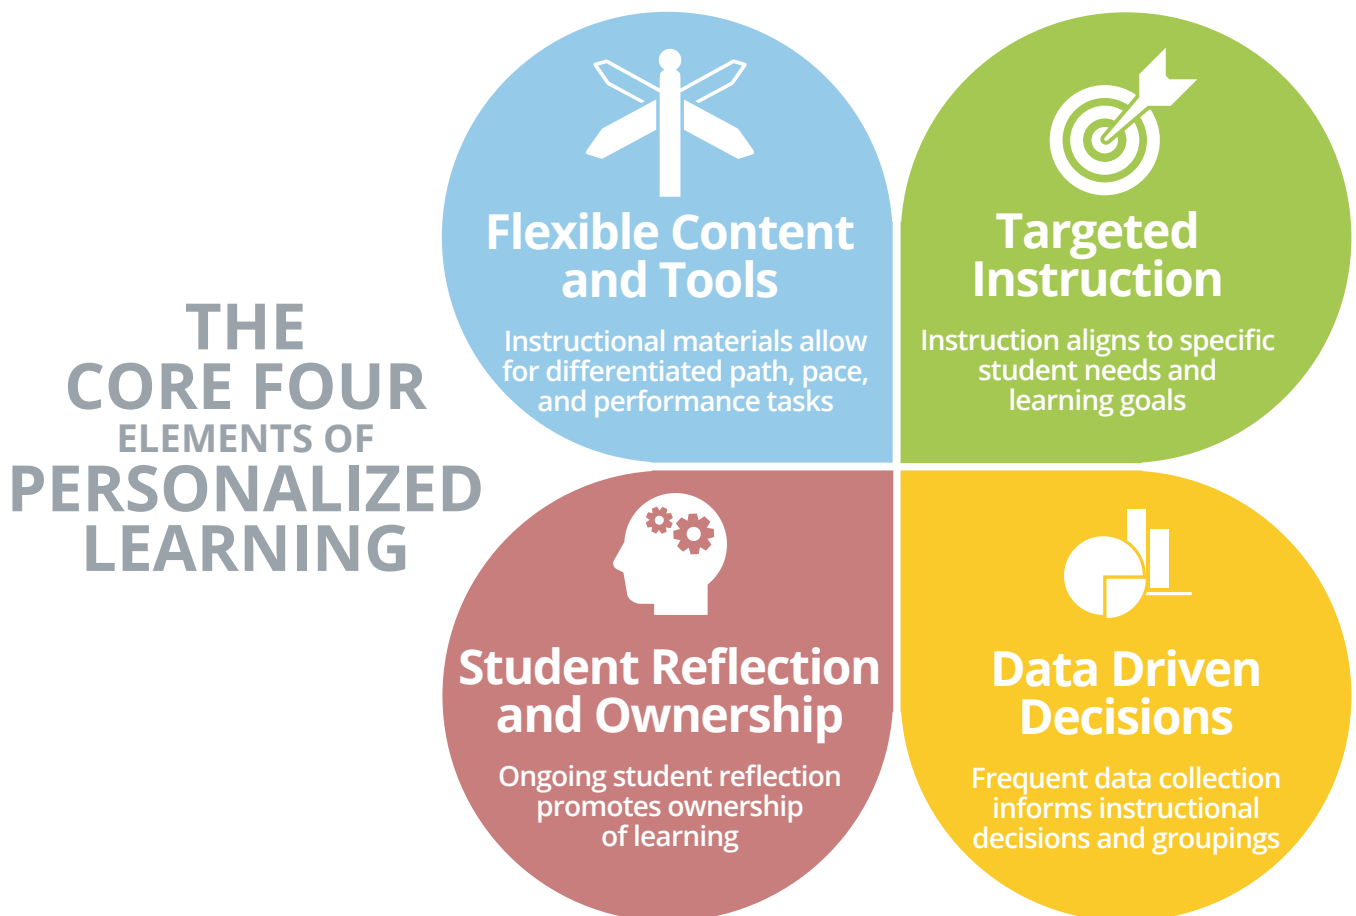 THE
CORE FOUR
ELEMENTS OF
PERSONALIZED
LEARNING
Flexible Content
and Tools
Instructional materials allow
for differentiated path, pace,
and performance tasks
Targeted
Instruction
Instruction aligns to specific
student needs and
learning goals
Student Reflection
and Ownership
Ongoing student reflection
promotes ownership
of learning
Data Driven
Decisions
Frequent data collection
informs instructional
decisions and groupings